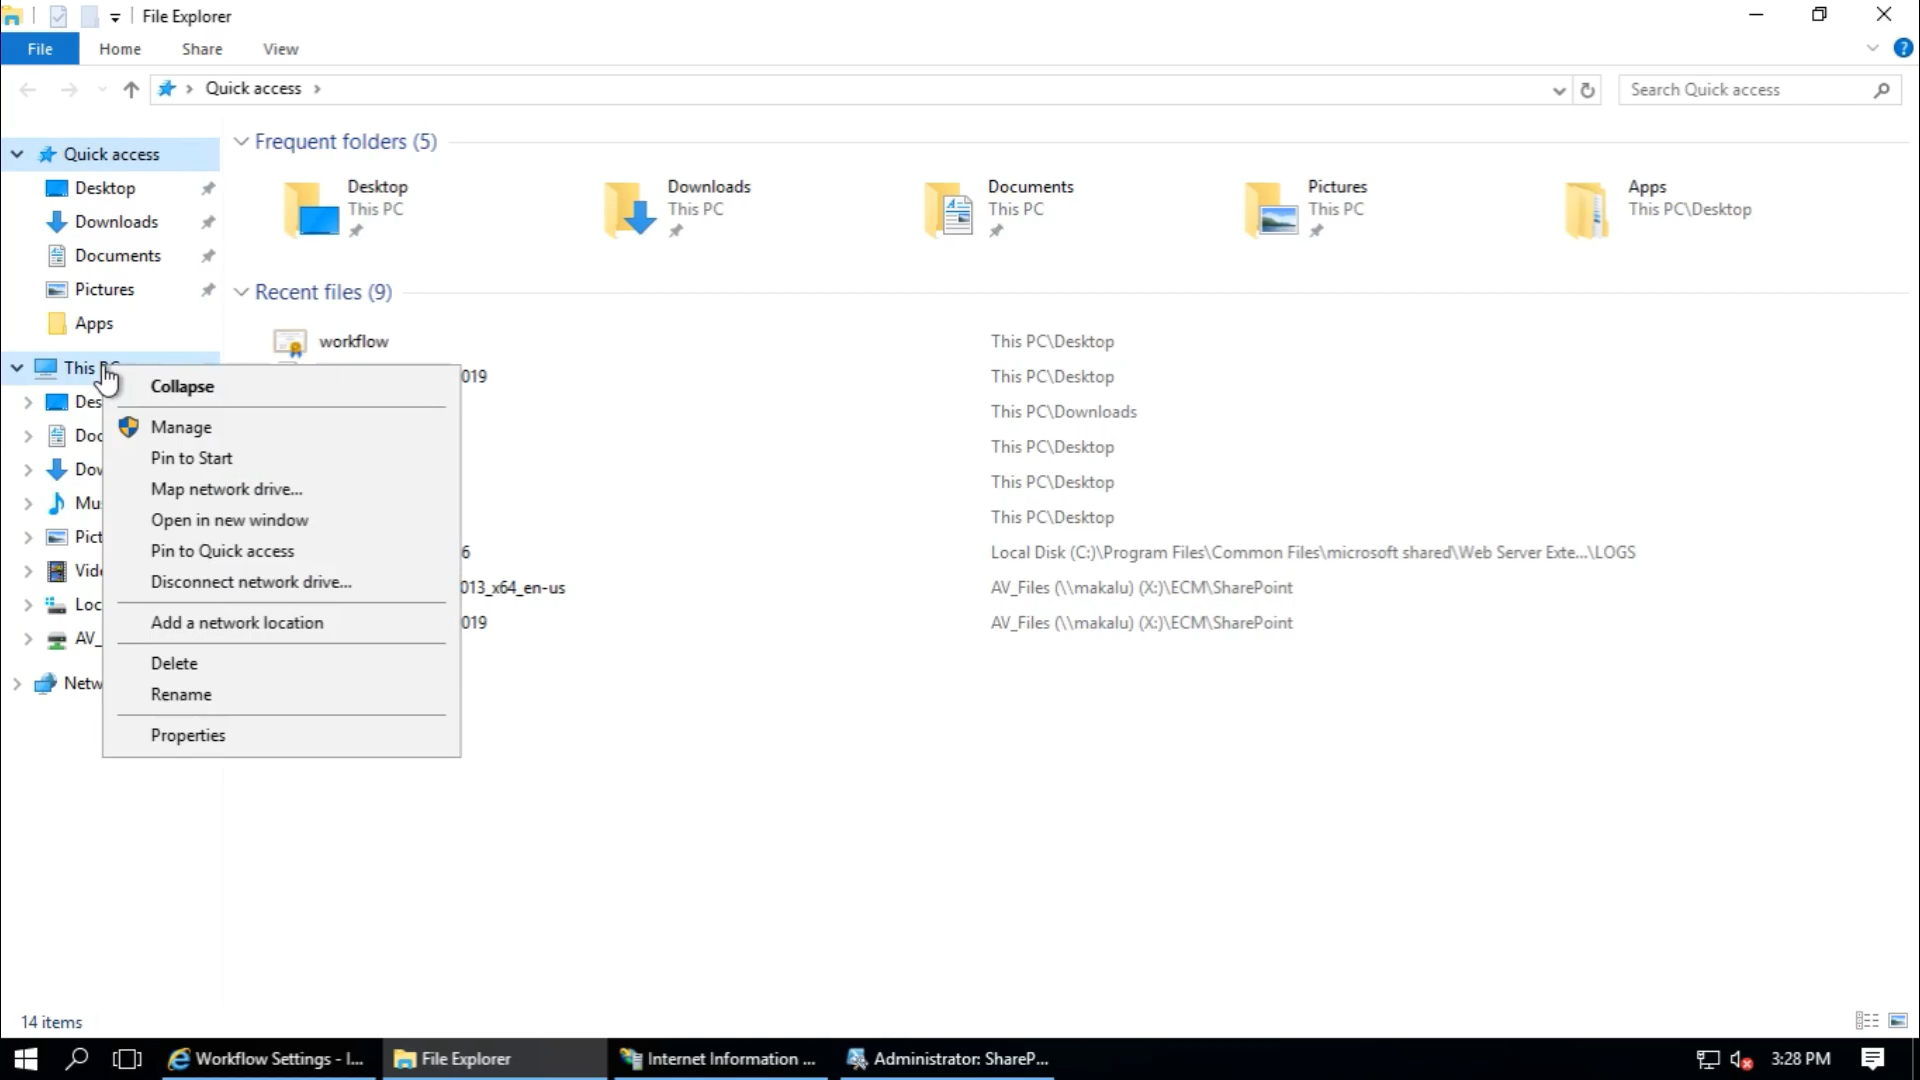 File Explorer
File Home Share View
Quick access
Search Quick access
Quick access
Desktop
Downloads
Documents
Pictures
Apps
This PC
Des
Doc
Dow
Mus
Pict
Vide
Loc
AV_
Netw
Collapse
Manage
Pin to Start
Map network drive...
Open in new window
Pin to Quick access
Disconnect network drive...
Add a network location
Delete
Rename
Properties
Frequent folders (5)
Desktop
This PC
Downloads
This PC
Documents
This PC
Pictures
This PC
Apps
This PC\Desktop
Recent files (9)
workflow This PC\Desktop
019 This PC\Desktop
This PC\Downloads
This PC\Desktop
This PC\Desktop
This PC\Desktop
6 Local Disk (C:)\Program Files\Common Files\microsoft shared\Web Server Exte...\LOGS
013_x64_en-us AV_Files (\\makalu) (X:)\ECM\SharePoint
019 AV_Files (\\makalu) (X:)\ECM\SharePoint
14 items
Workflow Settings - I... File Explorer Internet Information ... Administrator: ShareP... 3:28 PM